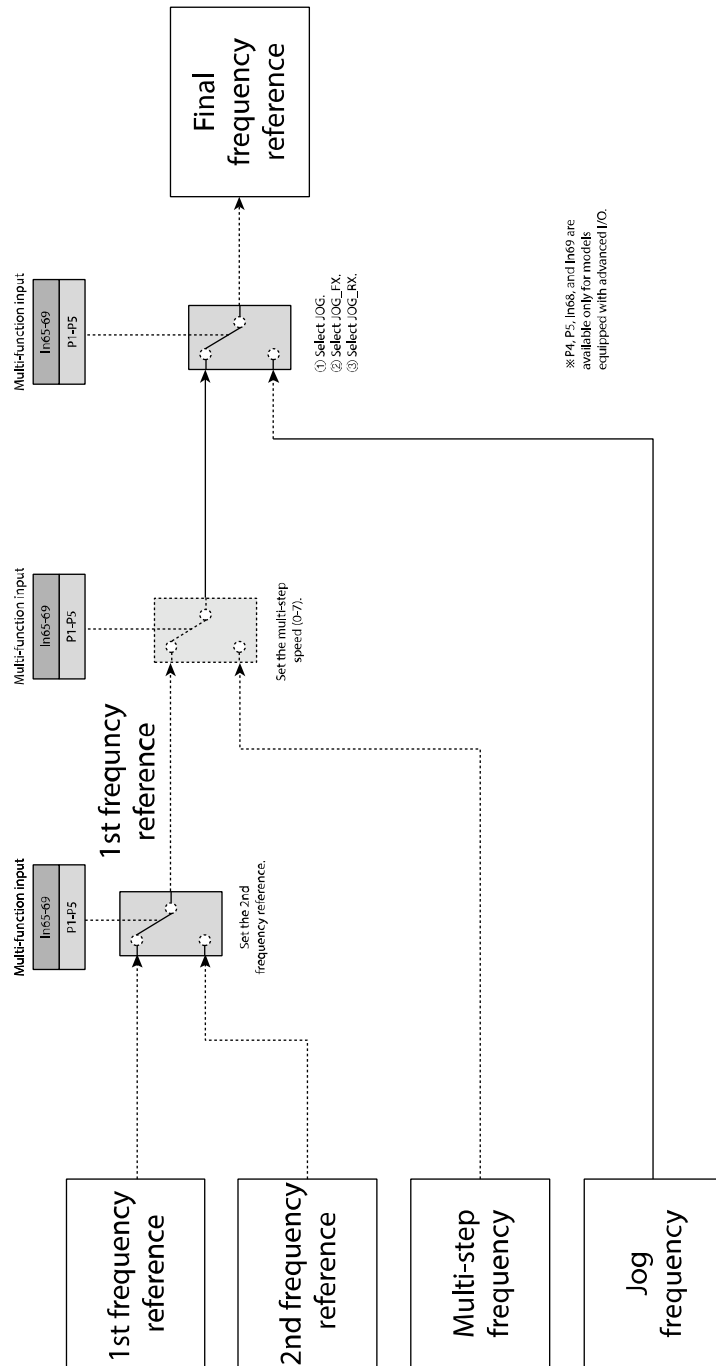 1st frequency
reference
2nd frequency
reference
Multi-step
frequency
Jog
frequency
Multi-function input
In65-69
P1-P5
Set the 2nd
frequency reference.
1st frequncy
reference
Multi-function input
In65-69
P1-P5
Set the multi-step
speed (0-7).
Multi-function input
In65-69
P1-P5
① Select JOG.
② Select JOG_FX.
③ Select JOG_RX.
Final
frequency
reference
※ P4, P5, In68, and In69 are
available only for models
equipped with advanced I/O.